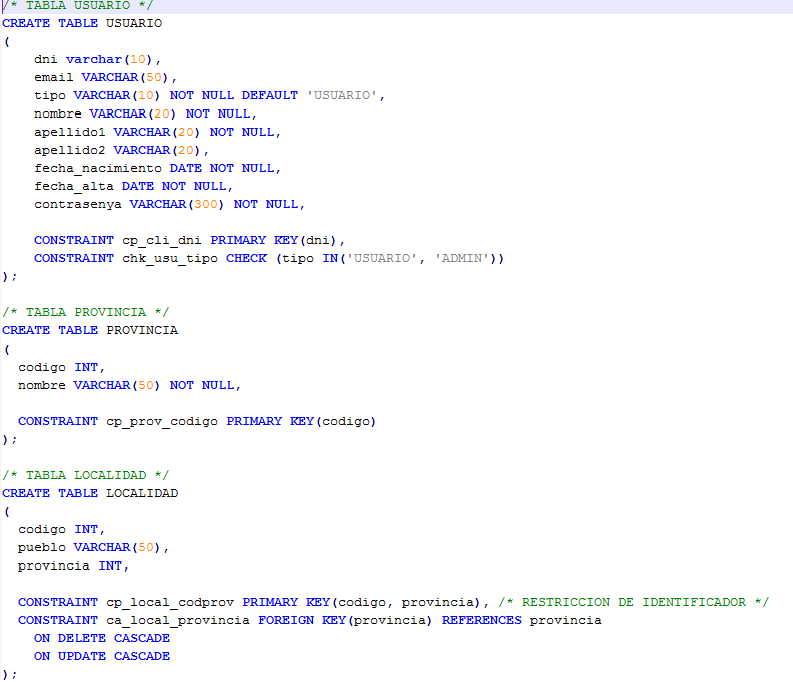 /* TABLA USUARIO */
CREATE TABLE USUARIO
(
    dni varchar(10),
    email VARCHAR(50),
    tipo VARCHAR(10) NOT NULL DEFAULT 'USUARIO',
    nombre VARCHAR(20) NOT NULL,
    apellido1 VARCHAR(20) NOT NULL,
    apellido2 VARCHAR(20),
    fecha_nacimiento DATE NOT NULL,
    fecha_alta DATE NOT NULL,
    contrasenya VARCHAR(300) NOT NULL,

    CONSTRAINT cp_cli_dni PRIMARY KEY(dni),
    CONSTRAINT chk_usu_tipo CHECK (tipo IN('USUARIO', 'ADMIN'))
);

/* TABLA PROVINCIA */
CREATE TABLE PROVINCIA
(
  codigo INT,
  nombre VARCHAR(50) NOT NULL,

  CONSTRAINT cp_prov_codigo PRIMARY KEY(codigo)
);

/* TABLA LOCALIDAD */
CREATE TABLE LOCALIDAD
(
  codigo INT,
  pueblo VARCHAR(50),
  provincia INT,

  CONSTRAINT cp_local_codprov PRIMARY KEY(codigo, provincia), /* RESTRICCION DE IDENTIFICADOR */
  CONSTRAINT ca_local_provincia FOREIGN KEY(provincia) REFERENCES provincia
    ON DELETE CASCADE
    ON UPDATE CASCADE
);